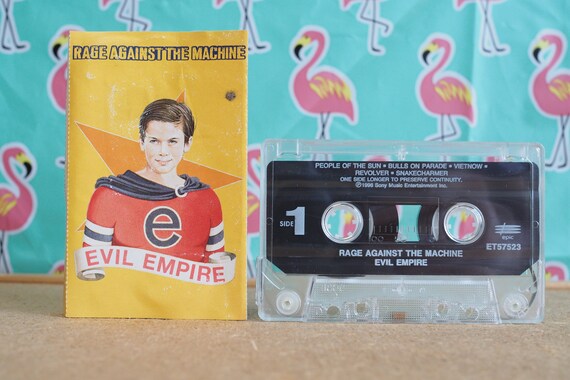 RAGE AGAINST THE MACHINE
e
EVIL EMPIRE
PEOPLE OF THE SUN • BULLS ON PARADE • VIETNOW •
REVOLVER • SNAKECHARMER
ONE SIDE LONGER TO PRESERVE CONTINUITY.
℗1996 Sony Music Entertainment Inc.
SIDE 1
epic
ET57523
RAGE AGAINST THE MACHINE
EVIL EMPIRE